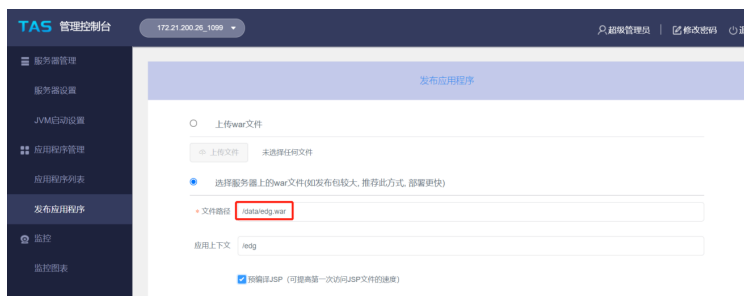 TAS 管理控制台
172.21.200.26_1099
超级管理员
修改密码
服务器管理
发布应用程序
服务器设置
JVM启动设置
上传war文件
应用程序管理
上传文件 未选择任何文件
应用程序列表
选择服务器上的war文件(如发布包较大, 推荐此方式, 部署更快)
发布应用程序
* 文件路径 /data/edg.war
监控
应用上下文 /edg
监控图表
预编译JSP（可提高第一次访问JSP文件的速度）